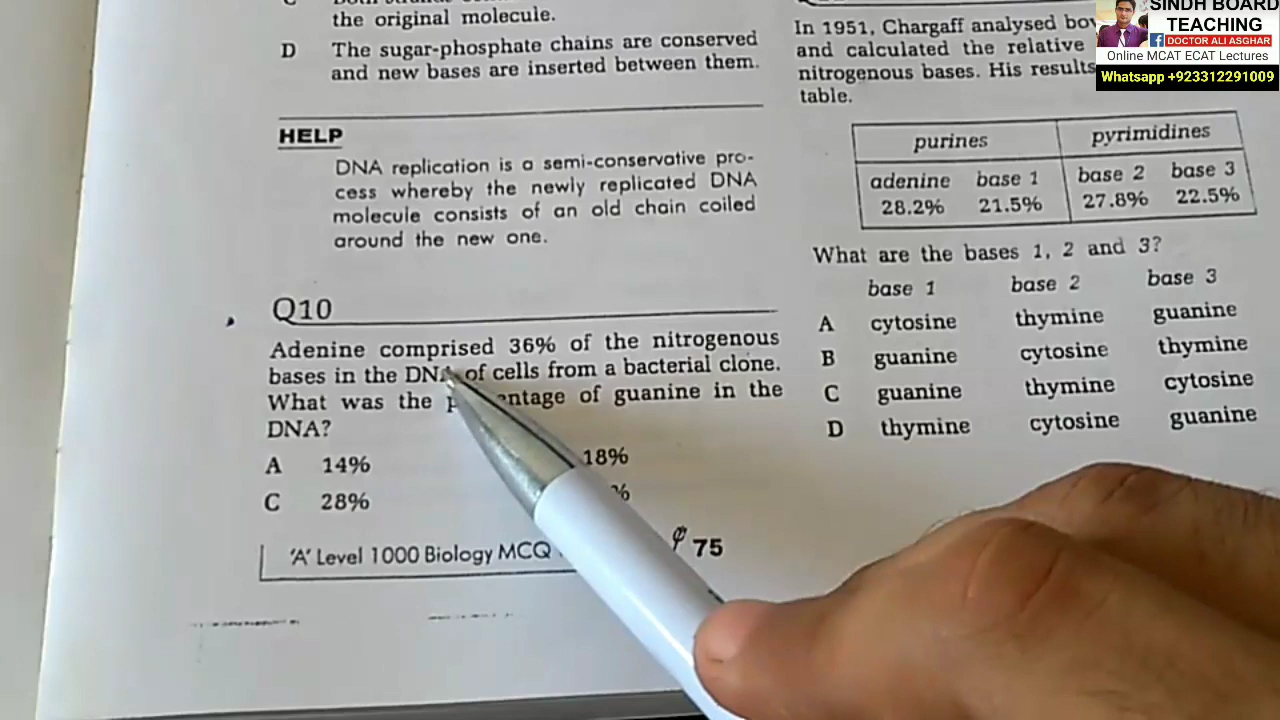 the original molecule.
D The sugar-phosphate chains are conserved
and new bases are inserted between them.
HELP
DNA replication is a semi-conservative pro-
cess whereby the newly replicated DNA
molecule consists of an old chain coiled
around the new one.
Q10
Adenine comprised 36% of the nitrogenous
bases in the DNA of cells from a bacterial clone.
What was the percentage of guanine in the
DNA?
A 14%
18%
C 28%
%
'A' Level 1000 Biology MCQ
75
In 1951, Chargaff analysed
and calculated the relative
nitrogenous bases. His results
table.
purines pyrimidines
adenine base 1 base 2 base 3
28.2% 21.5% 27.8% 22.5%
What are the bases 1, 2 and 3?
base 1 base 2 base 3
A cytosine thymine guanine
B guanine cytosine thymine
C guanine thymine cytosine
D thymine cytosine guanine
SINDH BOARD
TEACHING
DOCTOR ALI ASGHAR
Online MCAT ECAT Lectures
Whatsapp +923312291009